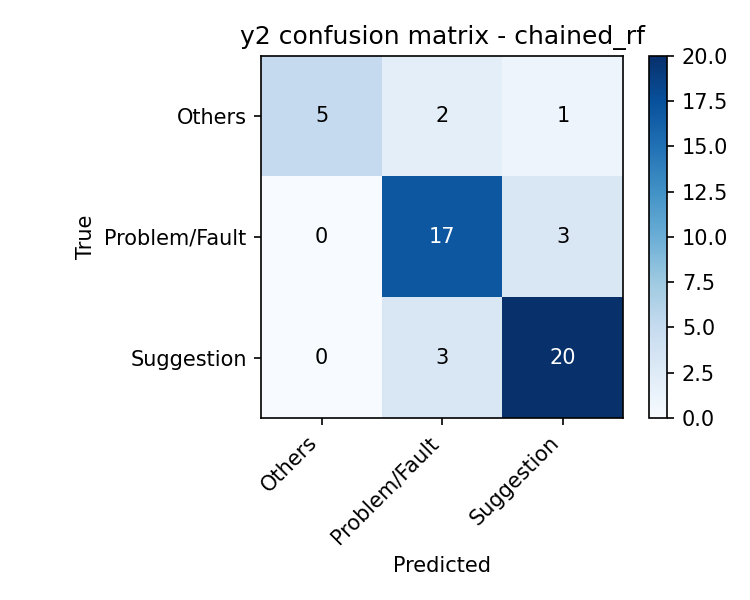 y2 confusion matrix - chained_rf
True
Others 5 2 1
Problem/Fault 0 17 3
Suggestion 0 3 20
Others Problem/Fault Suggestion
Predicted
20.0
17.5
15.0
12.5
10.0
7.5
5.0
2.5
0.0